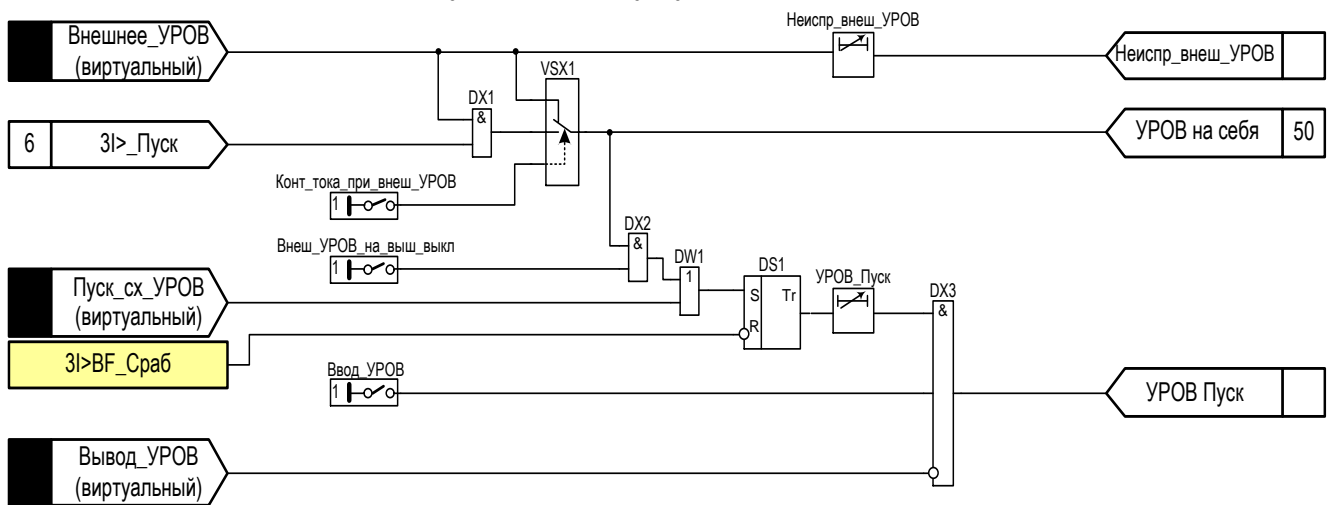 Неиспр_внеш_УРОВ
Внешнее_УРОВ
(виртуальный)
Неиспр_внеш_УРОВ
VSX1
DX1
&
6 3I>_Пуск
УРОВ на себя 50
Конт_тока_при_внеш_УРОВ
1
DX2
&
Внеш_УРОВ_на_выш_выкл
1
DW1
1
DS1
Пуск_сх_УРОВ
(виртуальный)
S Tr
R
УРОВ_Пуск
DX3
&
3I>BF_Сраб
Ввод_УРОВ
1
УРОВ Пуск
Вывод_УРОВ
(виртуальный)